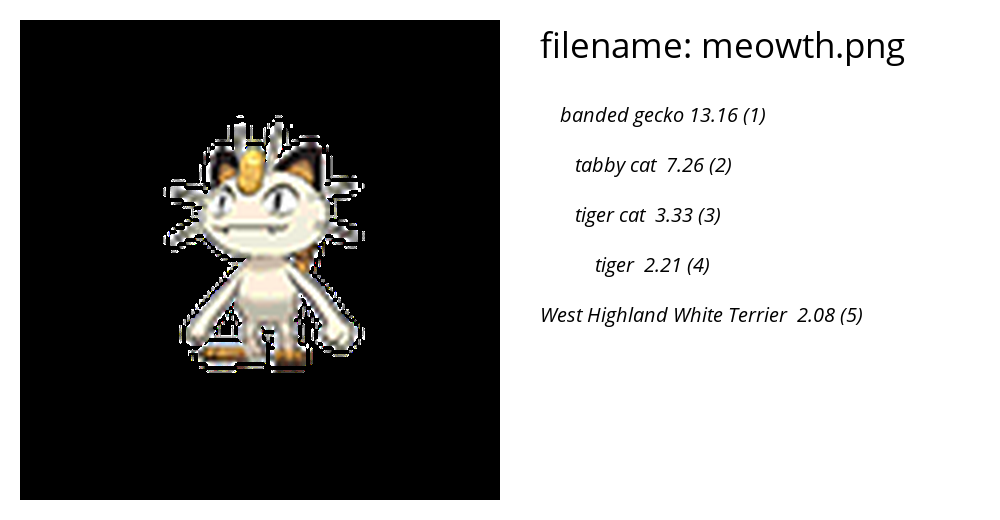 filename: meowth.png
banded gecko 13.16 (1)
tabby cat 7.26 (2)
tiger cat 3.33 (3)
tiger 2.21 (4)
West Highland White Terrier 2.08 (5)